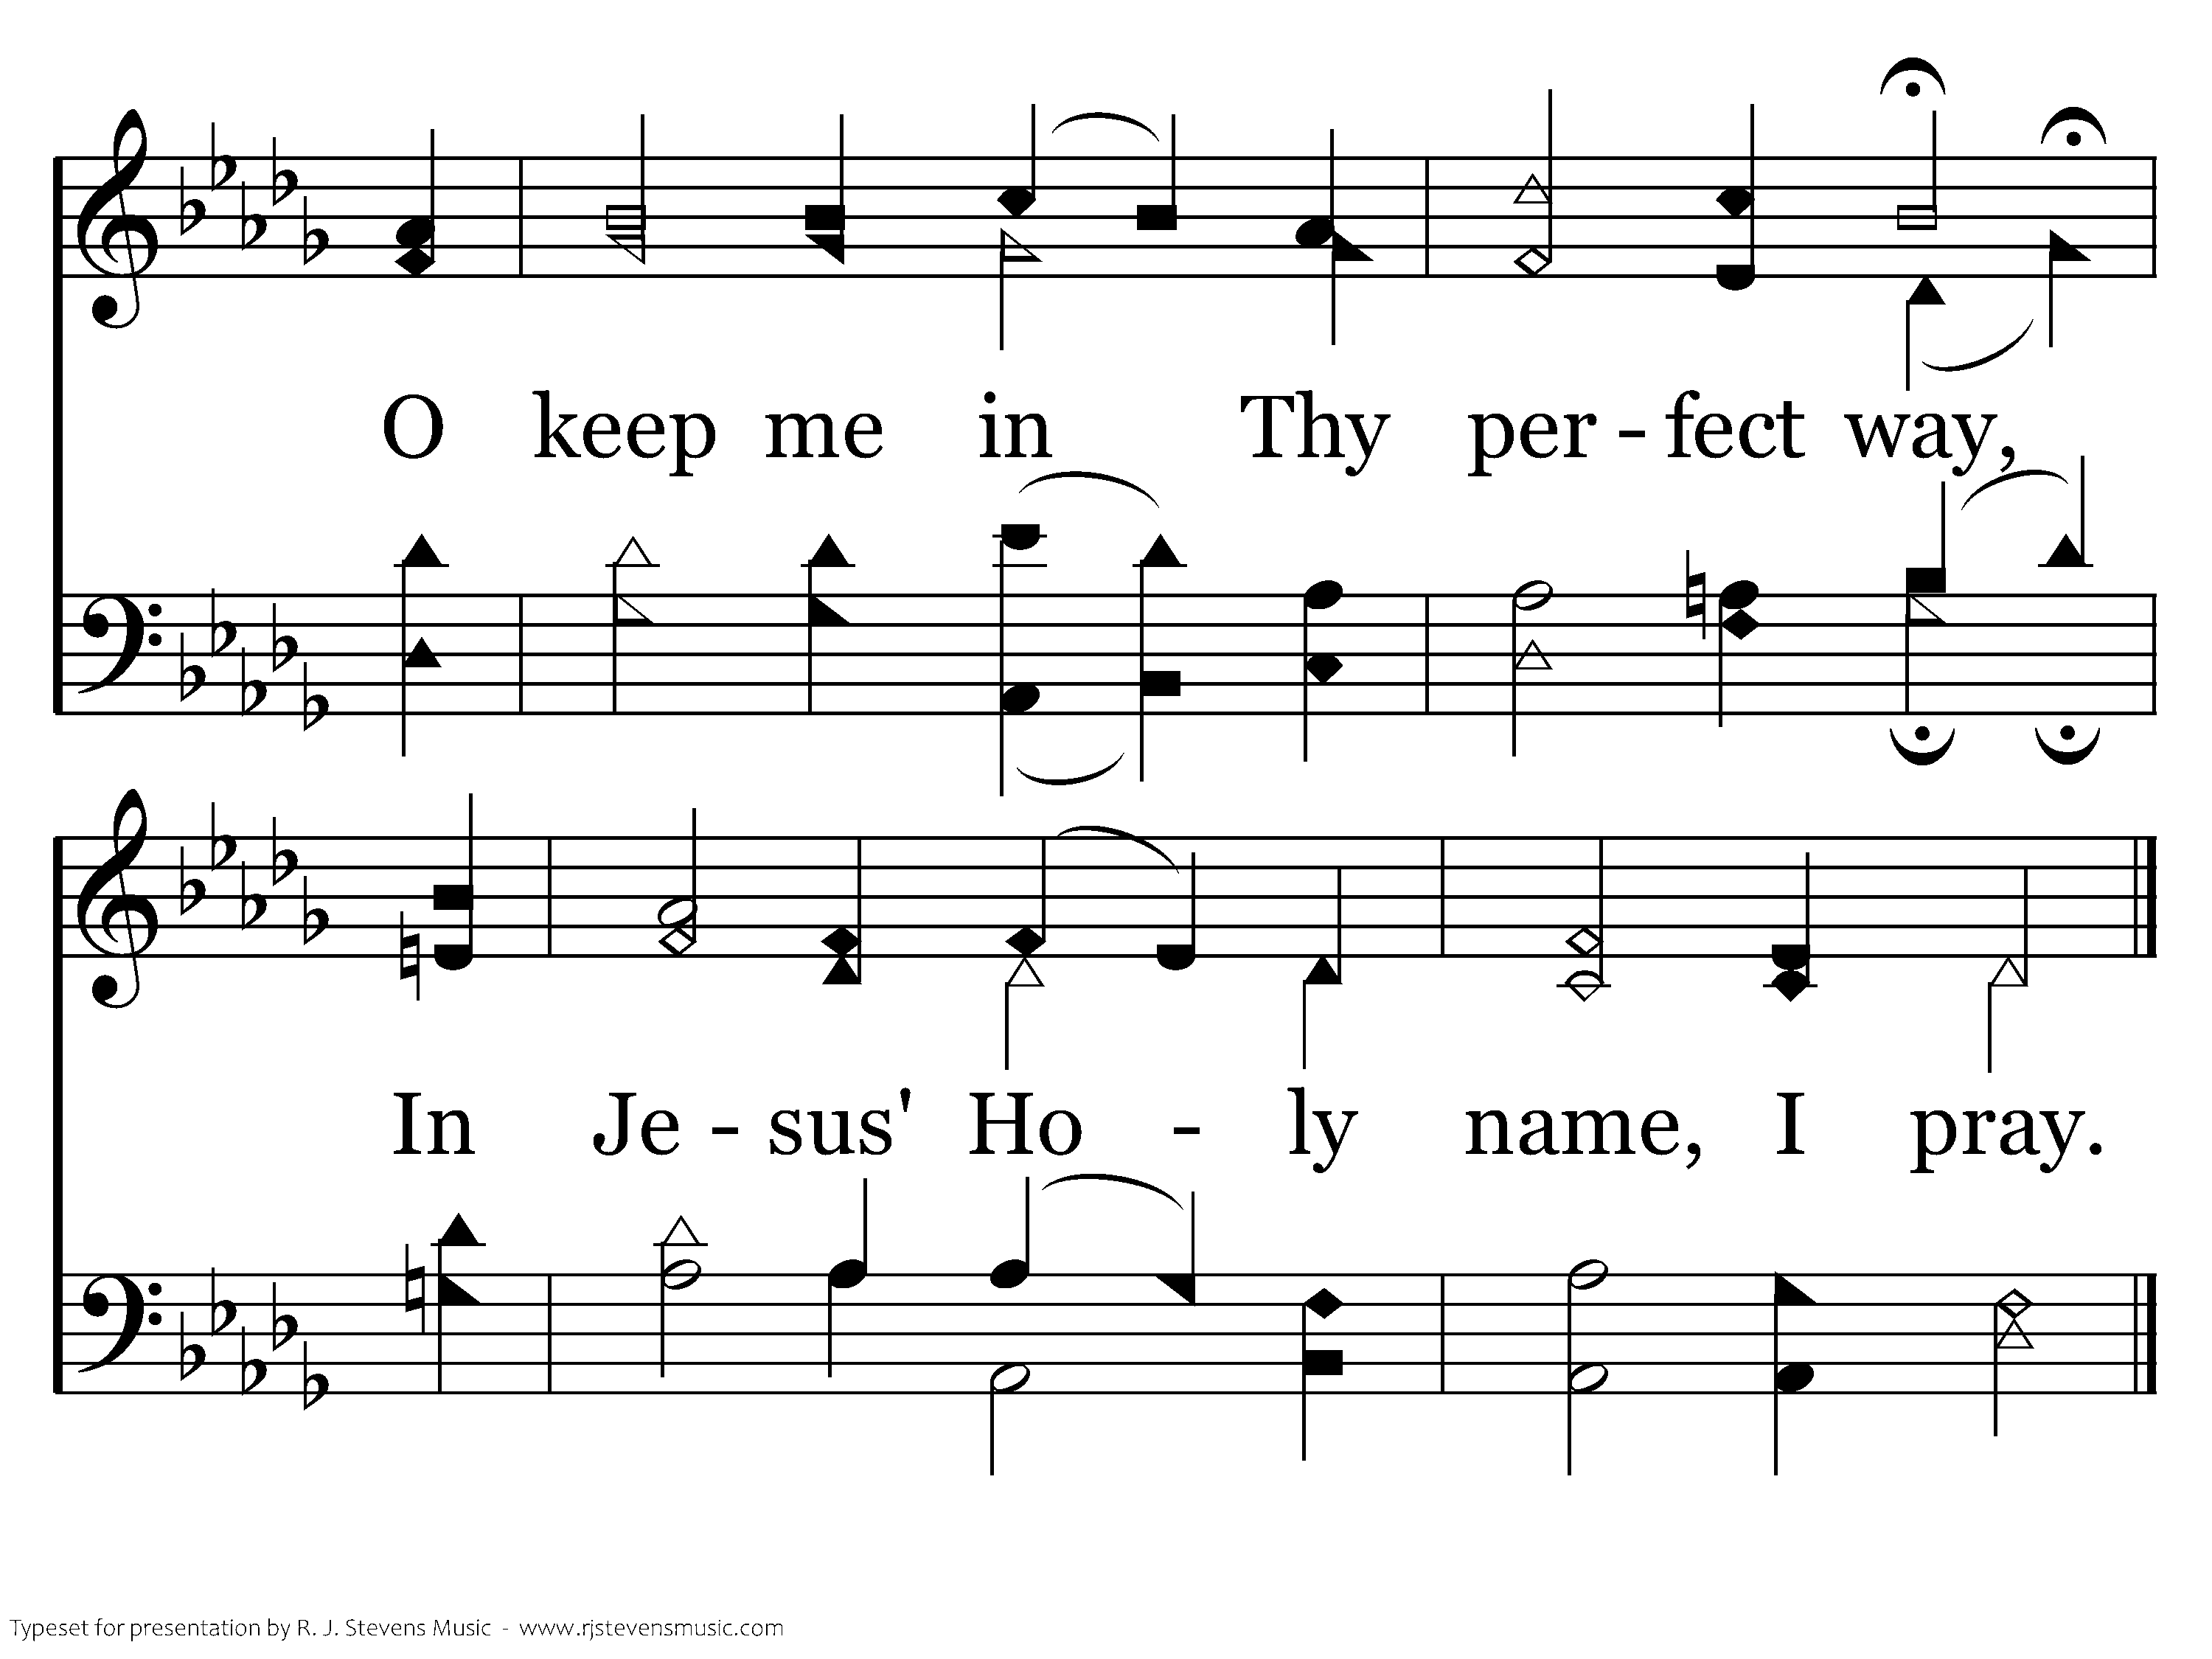 O keep me in Thy per - fect way,
In Je - sus' Ho - ly name, I pray.
Typeset for presentation by R. J. Stevens Music - www.rjstevensmusic.com